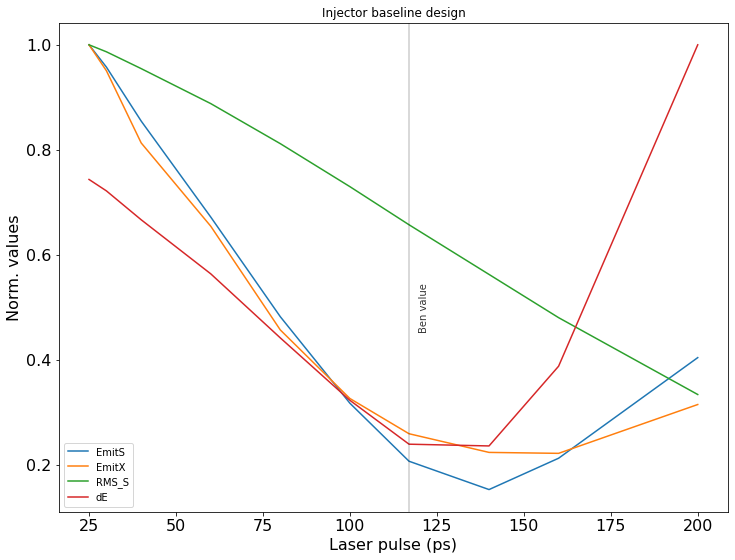 Injector baseline design
Norm. values
1.0
0.8
0.6
0.4
0.2
Ben value
EmitS
EmitX
RMS_S
dE
25
50
75
100
125
150
175
200
Laser pulse (ps)